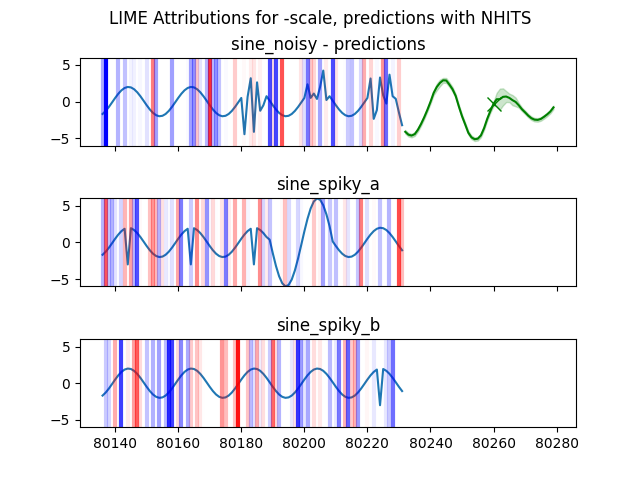 LIME Attributions for -scale, predictions with NHITS
sine_noisy - predictions
5
0
−5
sine_spiky_a
5
0
−5
sine_spiky_b
5
0
−5
80140 80160 80180 80200 80220 80240 80260 80280